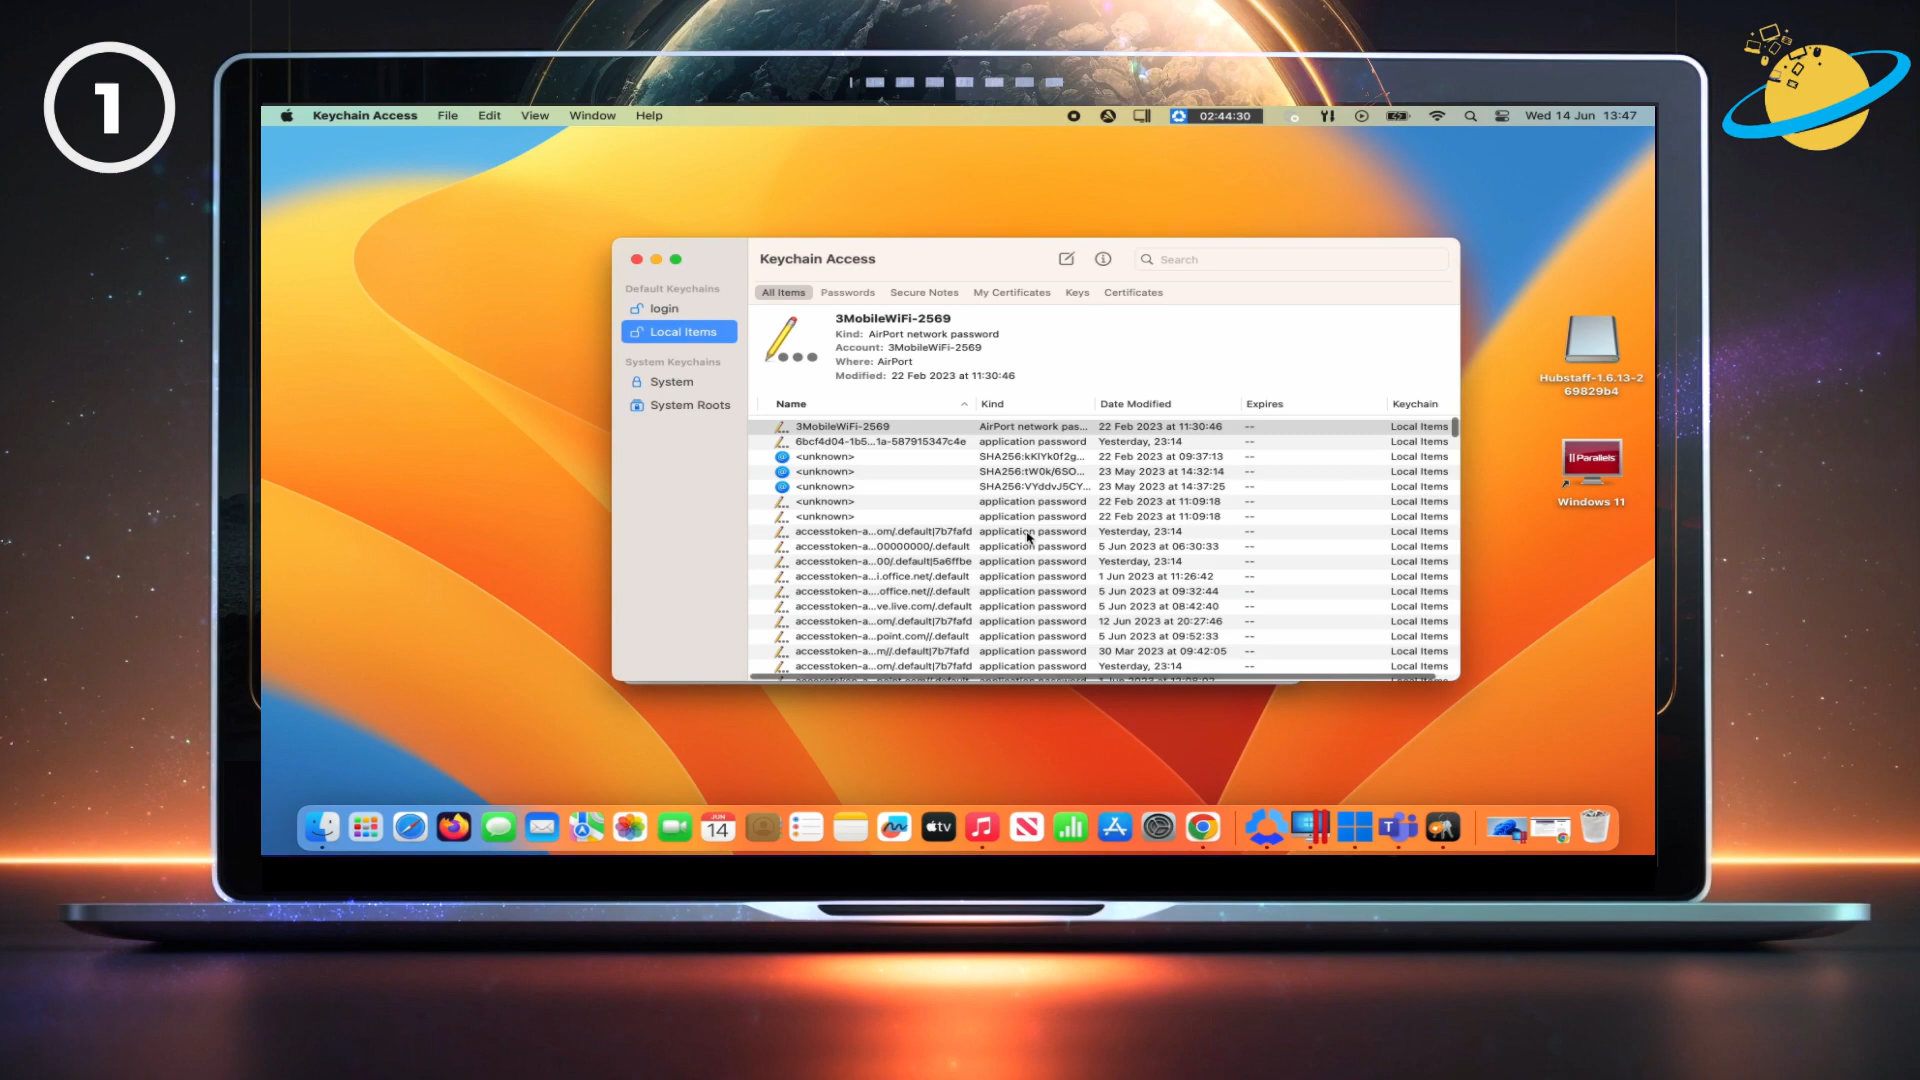 1
Keychain Access File Edit View Window Help
02:44:30
Wed 14 Jun 13:47
Keychain Access
Search
Default Keychains
login
Local Items
System Keychains
System
System Roots
All Items Passwords Secure Notes My Certificates Keys Certificates
3MobileWiFi-2569
Kind: AirPort network password
Account: 3MobileWiFi-2569
Where: AirPort
Modified: 22 Feb 2023 at 11:30:46
Name Kind Date Modified Expires Keychain
3MobileWiFi-2569 AirPort network pas... 22 Feb 2023 at 11:30:46 -- Local Items
6bcf4d04-1b5...1a-587915347c4e application password Yesterday, 23:14 -- Local Items
<unknown> SHA256:kKlYk0f2g... 22 Feb 2023 at 09:37:13 -- Local Items
<unknown> SHA256:tW0k/6SO... 23 May 2023 at 14:32:14 -- Local Items
<unknown> SHA256:VYddvJ5CY... 23 May 2023 at 14:37:25 -- Local Items
<unknown> application password 22 Feb 2023 at 11:09:18 -- Local Items
<unknown> application password 22 Feb 2023 at 11:09:18 -- Local Items
accesstoken-a...om/.default|7b7fafd application password Yesterday, 23:14 -- Local Items
accesstoken-a...00000000/.default application password 5 Jun 2023 at 06:30:33 -- Local Items
accesstoken-a...00/.default|5a6ffbe application password Yesterday, 23:14 -- Local Items
accesstoken-a...i.office.net/.default application password 1 Jun 2023 at 11:26:42 -- Local Items
accesstoken-a....office.net//.default application password 5 Jun 2023 at 09:32:44 -- Local Items
accesstoken-a...ve.live.com/.default application password 5 Jun 2023 at 08:42:40 -- Local Items
accesstoken-a...om/.default|7b7fafd application password 12 Jun 2023 at 20:27:46 -- Local Items
accesstoken-a...point.com//.default application password 5 Jun 2023 at 09:52:33 -- Local Items
accesstoken-a...m//.default|7b7fafd application password 30 Mar 2023 at 09:42:05 -- Local Items
accesstoken-a...om/.default|7b7fafd application password Yesterday, 23:14 -- Local Items
Hubstaff-1.6.13-2
69829b4
Parallels
Windows 11
JUN
14
tv
T